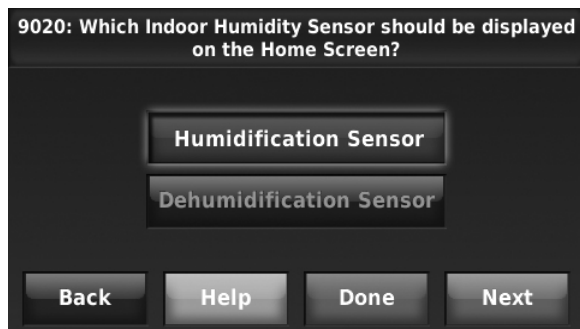 9020: Which Indoor Humidity Sensor should be displayed
on the Home Screen?
Humidification Sensor
Dehumidification Sensor
Back Help Done Next